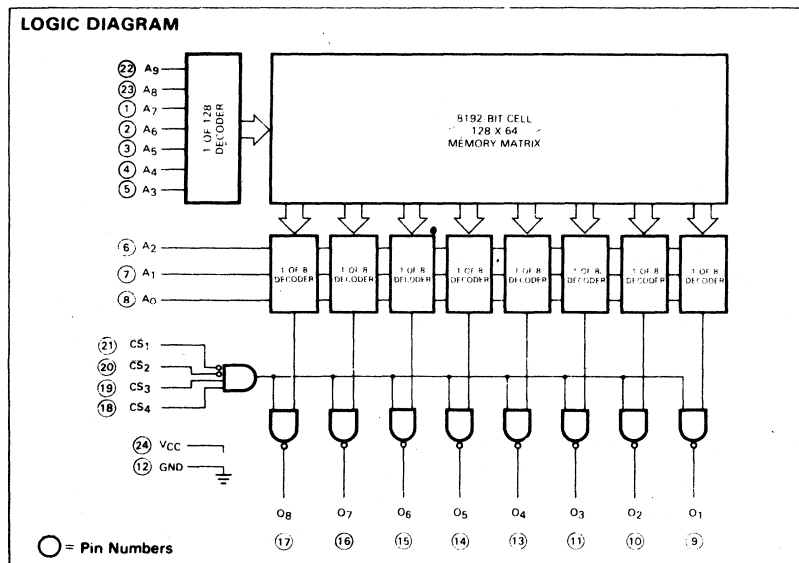 LOGIC DIAGRAM
22 A9
23 A8
1 A7
2 A6
3 A5
4 A4
5 A3
1 OF 128
DECODER
8192-BIT CELL
128 X 64
MEMORY MATRIX
6 A2
7 A1
8 A0
1 OF 8
DECODER
1 OF 8
DECODER
1 OF 8
DECODER
1 OF 8
DECODER
1 OF 8
DECODER
1 OF 8
DECODER
1 OF 8
DECODER
1 OF 8
DECODER
21 CS1
20 CS2
19 CS3
18 CS4
24 VCC
12 GND
O8 O7 O6 O5 O4 O3 O2 O1
17 16 15 14 13 11 10 9
= Pin Numbers